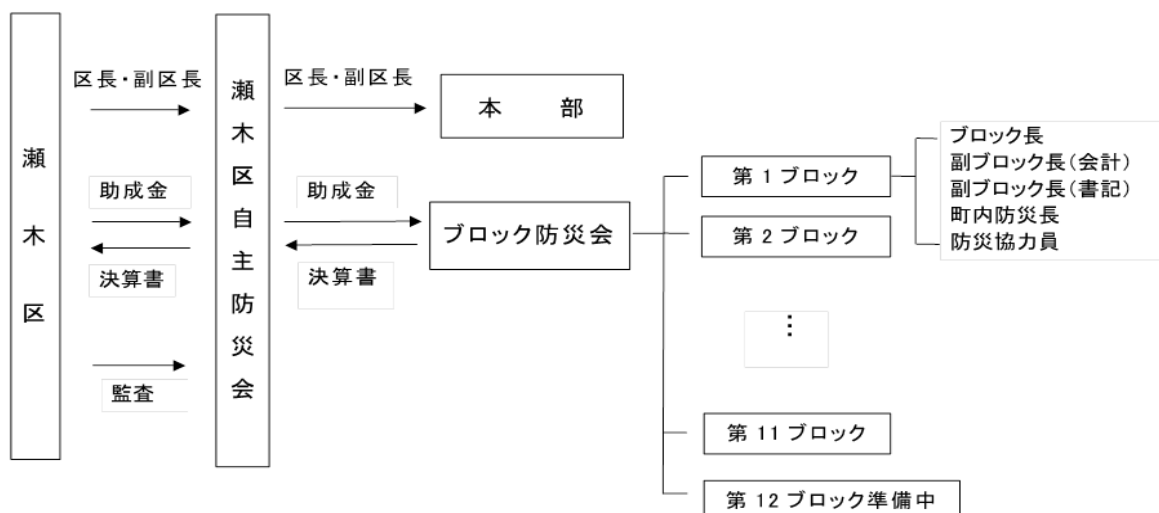 瀬木区
区長・副区長
助成金
決算書
監査
瀬木区自主防災会
区長・副区長
助成金
決算書
本 部
ブロック防災会
第1ブロック
第2ブロック
⋮
第11ブロック
第12ブロック準備中
ブロック長
副ブロック長(会計)
副ブロック長(書記)
町内防災長
防災協力員